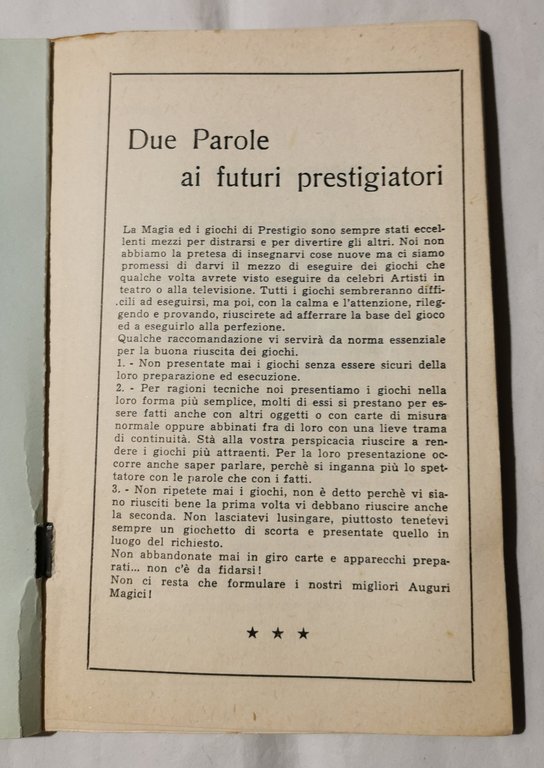 Due Parole
ai futuri prestigiatori
La Magia ed i giochi di Prestigio sono sempre stati eccel-
lenti mezzi per distrarsi e per divertire gli altri. Noi non
abbiamo la pretesa di insegnarvi cose nuove ma ci siamo
promessi di darvi il mezzo di eseguire dei giochi che
qualche volta avrete visto eseguire da celebri Artisti in
teatro o alla televisione. Tutti i giochi sembreranno diffi-
cili ad eseguirsi, ma poi, con la calma e l'attenzione, rileg-
gendo e provando, riuscirete ad afferrare la base del gioco
ed a eseguirlo alla perfezione.
Qualche raccomandazione vi servirà da norma essenziale
per la buona riuscita dei giochi.
1. - Non presentate mai i giochi senza essere sicuri della
loro preparazione ed esecuzione.
2. - Per ragioni tecniche noi presentiamo i giochi nella
loro forma più semplice, molti di essi si prestano per es-
sere fatti anche con altri oggetti o con carte di misura
normale oppure abbinati fra di loro con una lieve trama
di continuità. Stà alla vostra perspicacia riuscire a ren-
dere i giochi più attraenti. Per la loro presentazione oc-
corre anche saper parlare, perchè si inganna più lo spet-
tatore con le parole che con i fatti.
3. - Non ripetete mai i giochi, non è detto perchè vi sia-
no riusciti bene la prima volta vi debbano riuscire anche
la seconda. Non lasciatevi lusingare, piuttosto tenetevi
sempre un giochetto di scorta e presentate quello in
luogo del richiesto.
Non abbandonate mai in giro carte e apparecchi prepa-
rati... non c'è da fidarsi!
Non ci resta che formulare i nostri migliori Auguri
Magici!
★ ★ ★